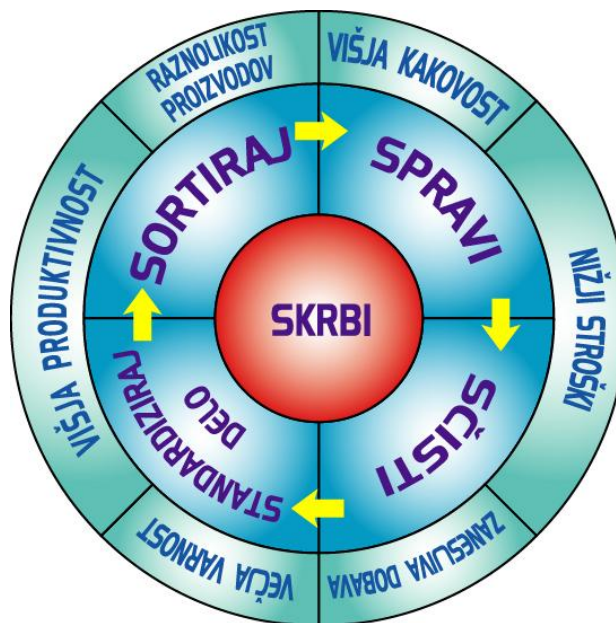 RAZNOLIKOST
PROIZVODOV
VIŠJA KAKOVOST
NIŽJI STROŠKI
ZANESLJIVA DOBAVA
VEČJA VARNOST
VIŠJA PRODUKTIVNOST
SORTIRAJ
SPRAVI
SČISTI
STANDARDIZIRAJ
DELO
SKRBI